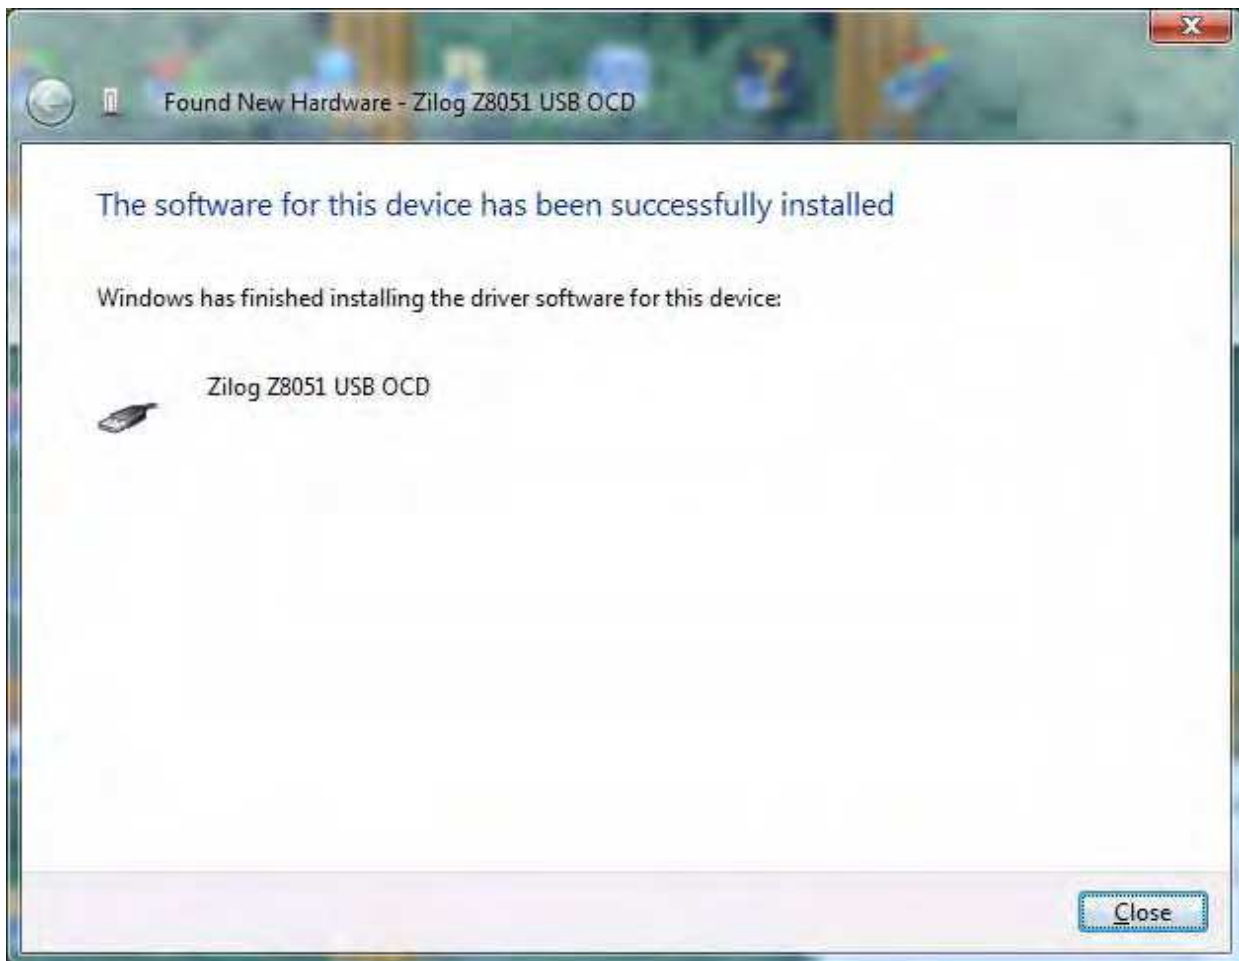 Found New Hardware - Zilog Z8051 USB OCD
The software for this device has been successfully installed
Windows has finished installing the driver software for this device:
Zilog Z8051 USB OCD
Close